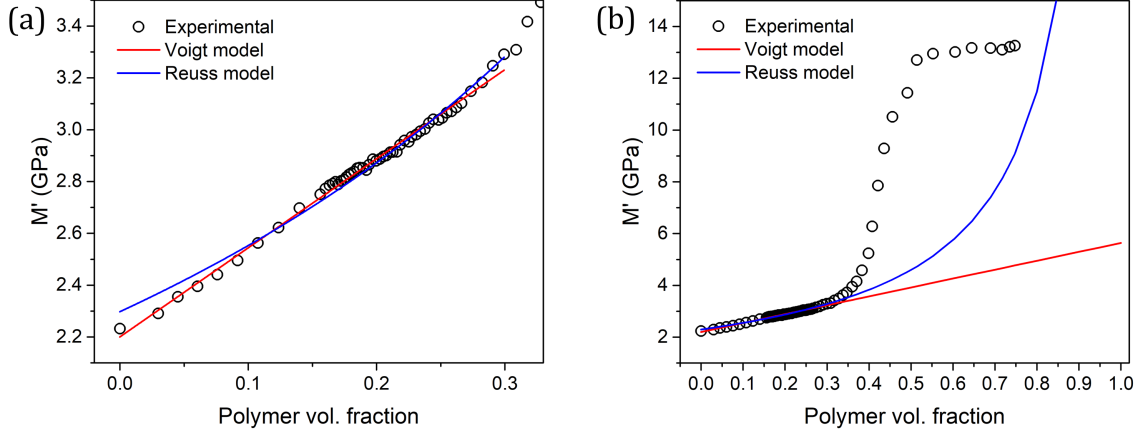 (a)
Experimental
Voigt model
Reuss model
3.4
3.2
3.0
2.8
2.6
2.4
2.2
M' (GPa)
0.0 0.1 0.2 0.3
Polymer vol. fraction
(b)
Experimental
Voigt model
Reuss model
14
12
10
8
6
4
2
M' (GPa)
0.0 0.1 0.2 0.3 0.4 0.5 0.6 0.7 0.8 0.9 1.0
Polymer vol. fraction